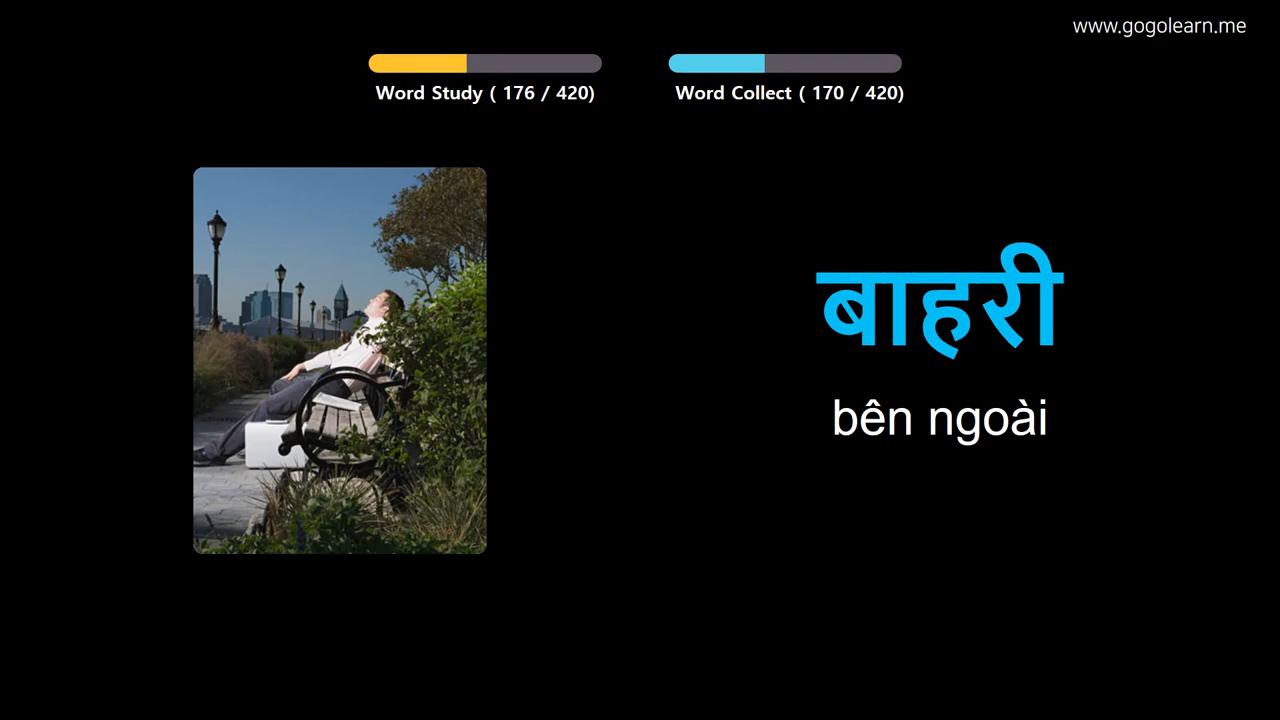 www.gogolearn.me
Word Study ( 176 / 420)
Word Collect ( 170 / 420)
बाहरी
bên ngoài